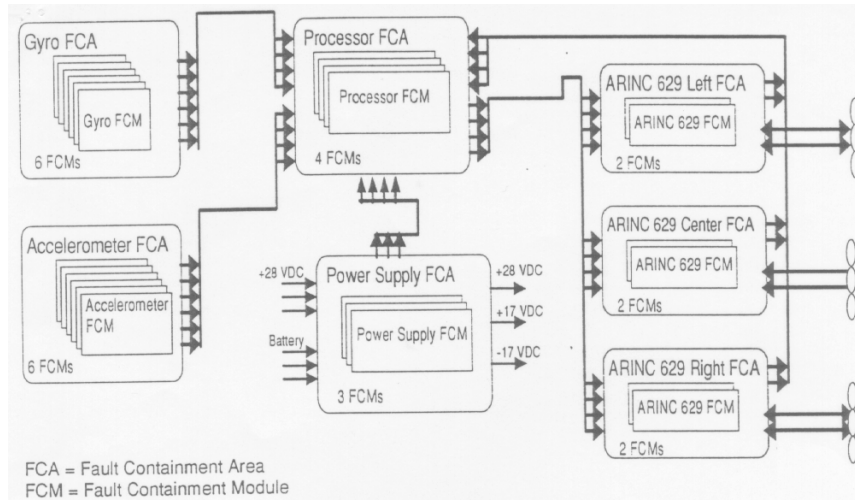 Gyro FCA
Gyro FCM
6 FCMs
Processor FCA
Processor FCM
4 FCMs
ARINC 629 Left FCA
ARINC 629 FCM
2 FCMs
Accelerometer FCA
Accelerometer
FCM
6 FCMs
+28 VDC
Battery
Power Supply FCA
Power Supply FCM
3 FCMs
+28 VDC
+17 VDC
-17 VDC
ARINC 629 Center FCA
ARINC 629 FCM
2 FCMs
ARINC 629 Right FCA
ARINC 629 FCM
2 FCMs
FCA = Fault Containment Area
FCM = Fault Containment Module